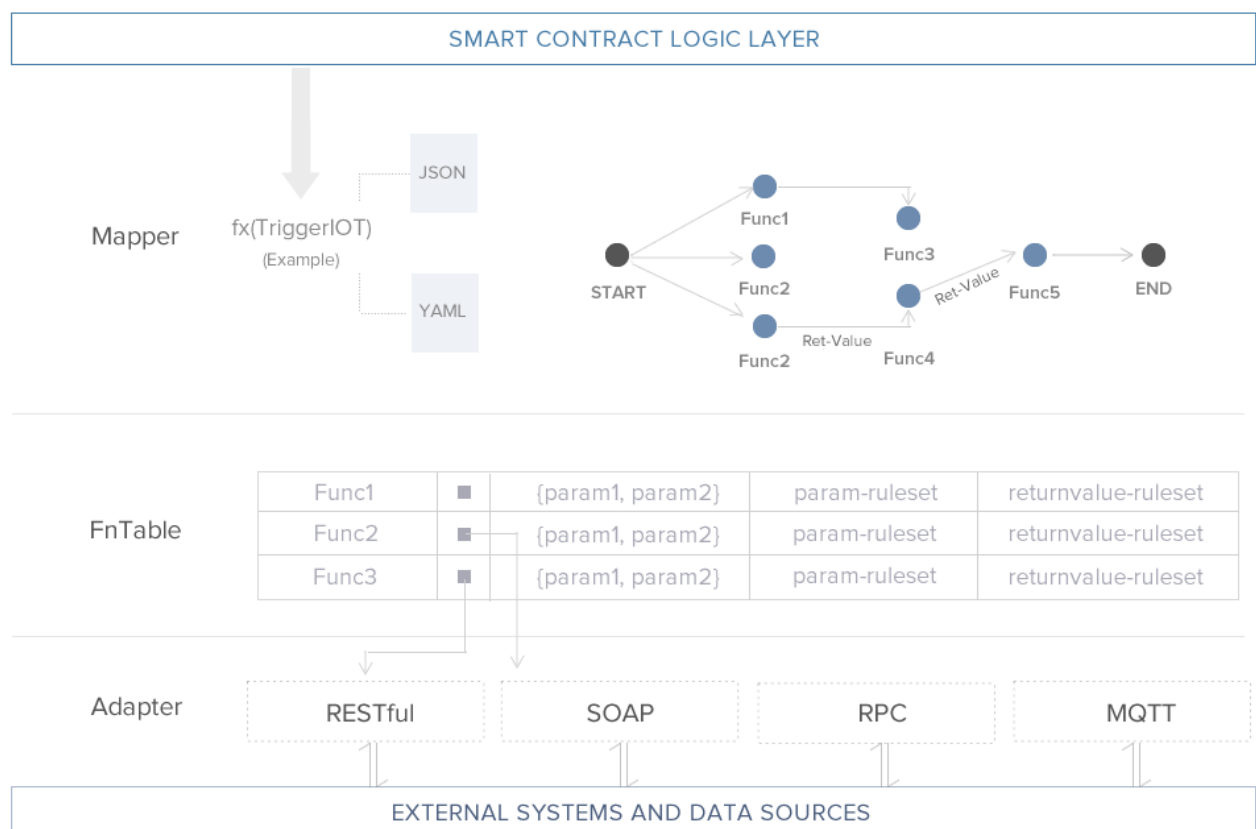 SMART CONTRACT LOGIC LAYER
Mapper
fx(TriggerIOT)
(Example)
JSON
YAML
START
Func1
Func2
Func2
Ret-Value
Func3
Func4
Ret-Value
Func5
END
FnTable
Func1 {param1, param2} param-ruleset returnvalue-ruleset
Func2 {param1, param2} param-ruleset returnvalue-ruleset
Func3 {param1, param2} param-ruleset returnvalue-ruleset
Adapter
RESTful
SOAP
RPC
MQTT
EXTERNAL SYSTEMS AND DATA SOURCES